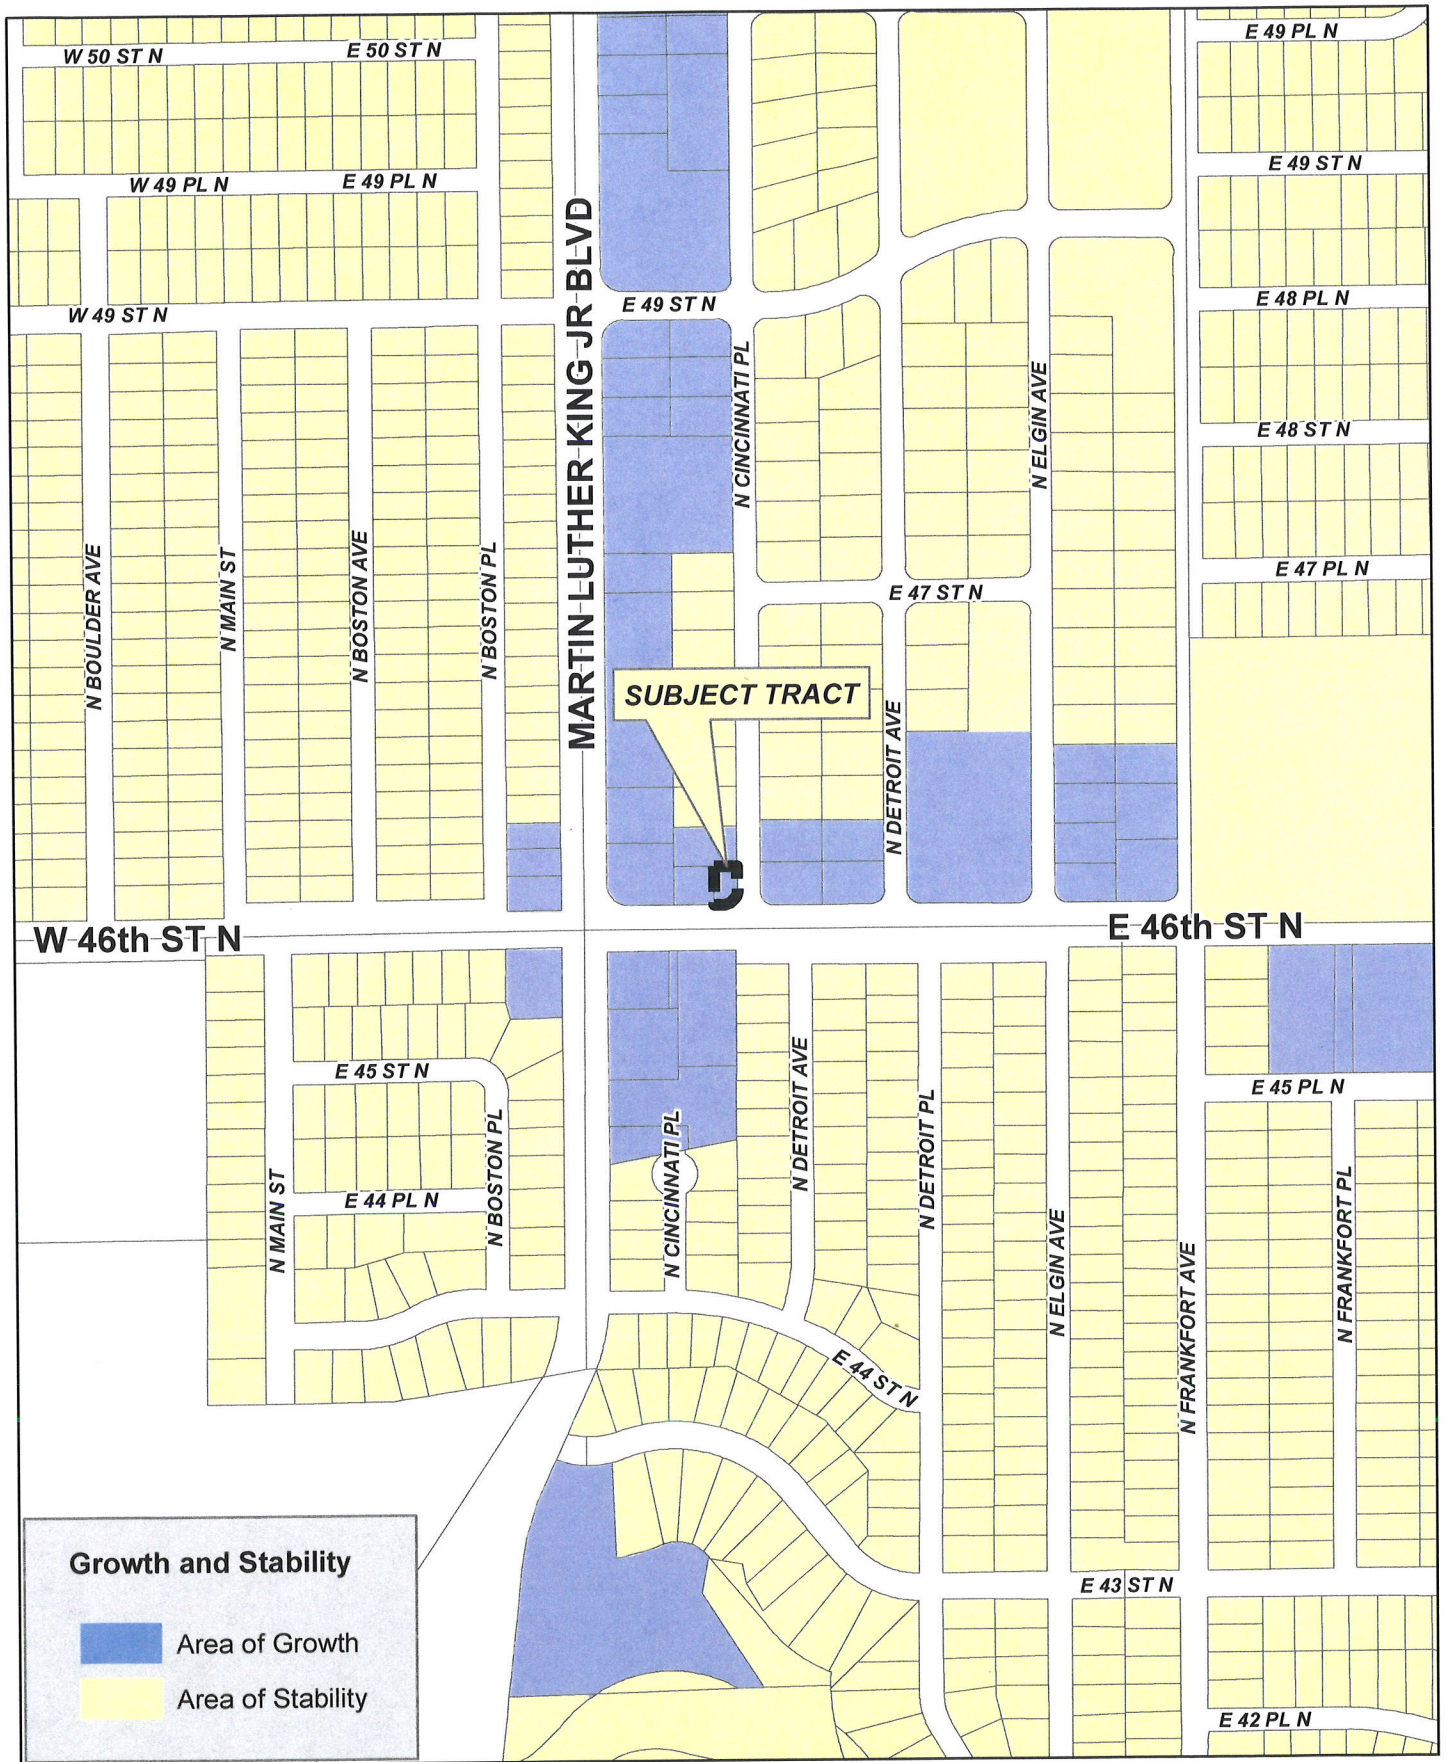 E 49 PL N
W 50 ST N
E 50 ST N
E 49 ST N
W 49 PL N
E 49 PL N
E 48 PL N
E 49 ST N
W 49 ST N
MARTIN LUTHER KING JR BLVD
N CINCINNATI PL
N ELGIN AVE
E 48 ST N
N BOULDER AVE
N MAIN ST
N BOSTON AVE
N BOSTON PL
E 47 PL N
E 47 ST N
SUBJECT TRACT
N DETROIT AVE
W 46th ST N
E 46th ST N
E 45 ST N
E 45 PL N
N DETROIT AVE
N DETROIT PL
N CINCINNATI PL
N BOSTON PL
E 44 PL N
N MAIN ST
N ELGIN AVE
N FRANKFORT AVE
N FRANKFORT PL
E 44 ST N
E 43 ST N
Growth and Stability
Area of Growth
Area of Stability
E 42 PL N